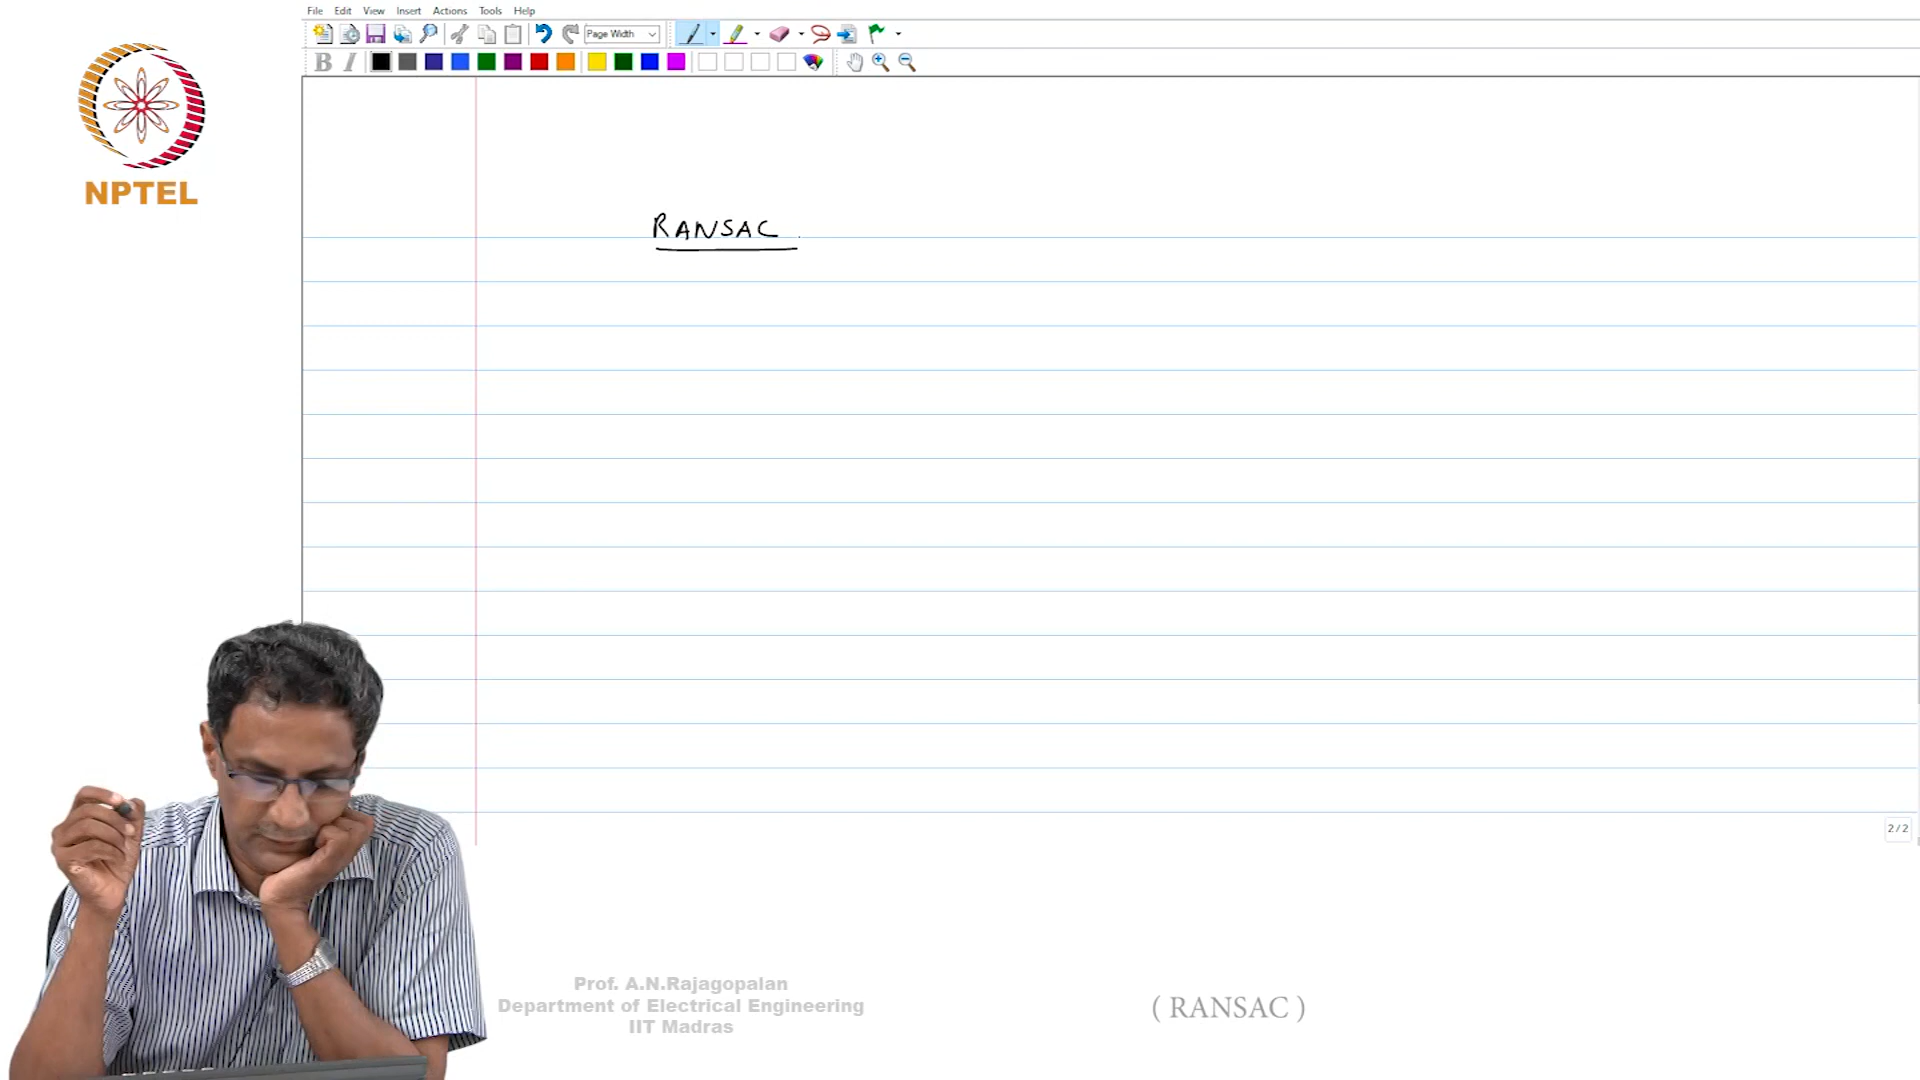 File Edit View Insert Actions Tools Help
Page Width
B I
NPTEL
RANSAC
2/2
Prof. A.N.Rajagopalan
Department of Electrical Engineering
IIT Madras
( RANSAC )